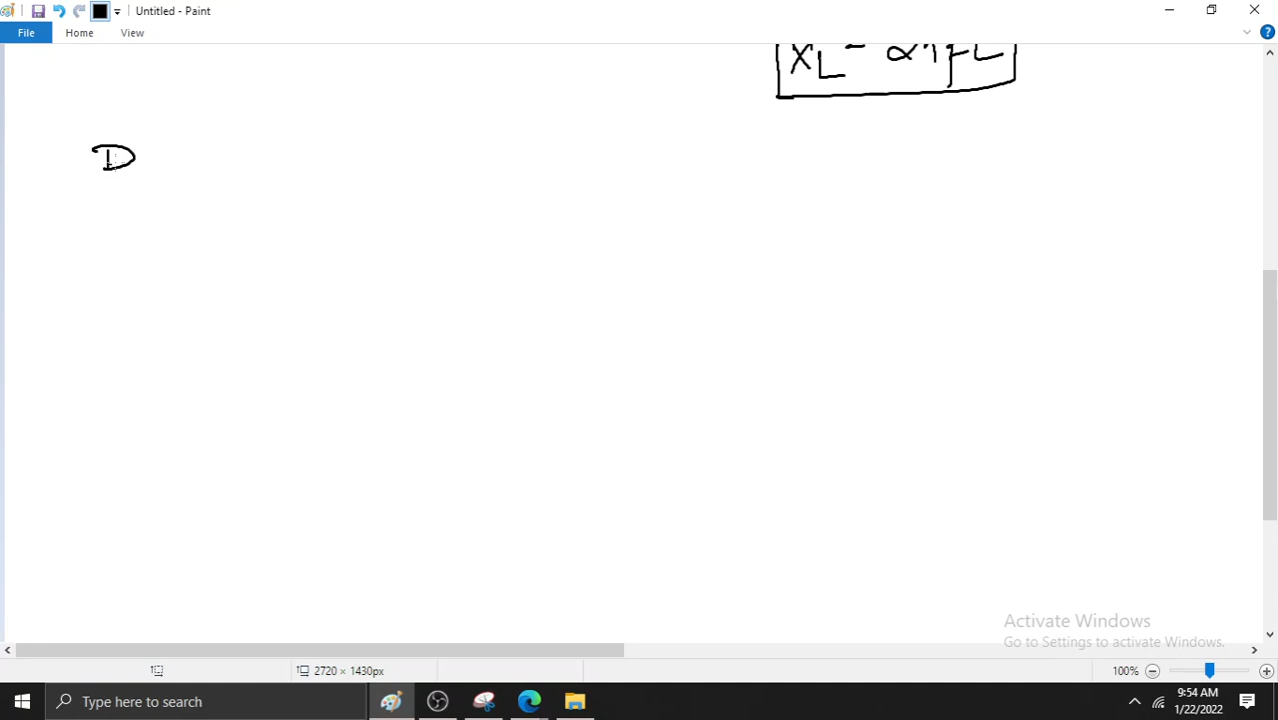 Untitled - Paint
File Home View
X_L = 2πfL
D
Activate Windows
Go to Settings to activate Windows.
2720 × 1430px
100%
Type here to search
9:54 AM
1/22/2022